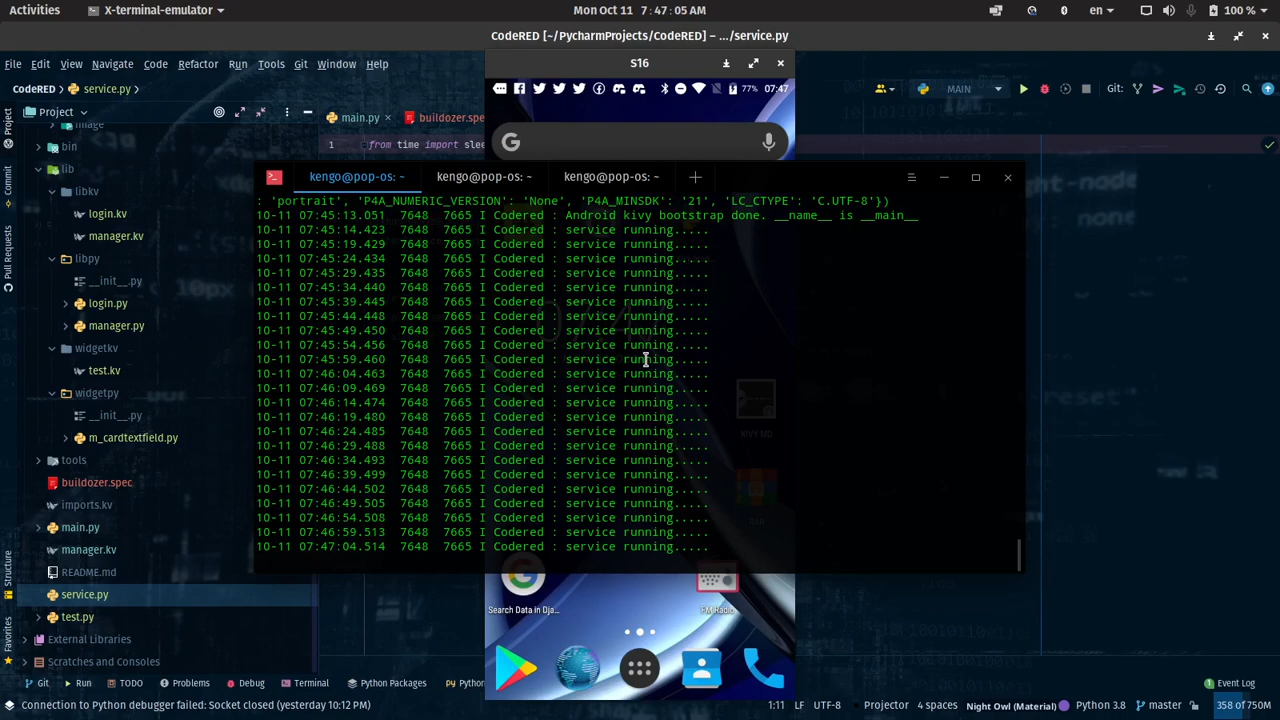 Activities X-terminal-emulator Mon Oct 11 7:47:05 AM en 100 %
CodeRED [~/PycharmProjects/CodeRED] – .../service.py
File Edit View Navigate Code Refactor Run Tools Git Window Help
S16
77% 07:47
CodeRED service.py
MAIN Git:
Project
main.py
buildozer.spe
1 from time import slee
Project
Commit
Pull Requests
Structure
Favorites
image
bin
lib
libkv
login.kv
manager.kv
libpy
__init__.py
login.py
manager.py
widgetkv
test.kv
widgetpy
__init__.py
m_cardtextfield.py
tools
buildozer.spec
imports.kv
main.py
manager.kv
README.md
service.py
test.py
External Libraries
Scratches and Consoles
kengo@pop-os: ~ kengo@pop-os: ~ kengo@pop-os: ~
: 'portrait', 'P4A_NUMERIC_VERSION': 'None', 'P4A_MINSDK': '21', 'LC_CTYPE': 'C.UTF-8'})
10-11 07:45:13.051 7648 7665 I Codered : Android kivy bootstrap done. __name__ is __main__
10-11 07:45:14.423 7648 7665 I Codered : service running.....
10-11 07:45:19.429 7648 7665 I Codered : service running.....
10-11 07:45:24.434 7648 7665 I Codered : service running.....
10-11 07:45:29.435 7648 7665 I Codered : service running.....
10-11 07:45:34.440 7648 7665 I Codered : service running.....
10-11 07:45:39.445 7648 7665 I Codered : service running.....
10-11 07:45:44.448 7648 7665 I Codered : service running.....
10-11 07:45:49.450 7648 7665 I Codered : service running.....
10-11 07:45:54.456 7648 7665 I Codered : service running.....
10-11 07:45:59.460 7648 7665 I Codered : service running.....
10-11 07:46:04.463 7648 7665 I Codered : service running.....
10-11 07:46:09.469 7648 7665 I Codered : service running.....
10-11 07:46:14.474 7648 7665 I Codered : service running.....
10-11 07:46:19.480 7648 7665 I Codered : service running.....
10-11 07:46:24.485 7648 7665 I Codered : service running.....
10-11 07:46:29.488 7648 7665 I Codered : service running.....
10-11 07:46:34.493 7648 7665 I Codered : service running.....
10-11 07:46:39.499 7648 7665 I Codered : service running.....
10-11 07:46:44.502 7648 7665 I Codered : service running.....
10-11 07:46:49.505 7648 7665 I Codered : service running.....
10-11 07:46:54.508 7648 7665 I Codered : service running.....
10-11 07:46:59.513 7648 7665 I Codered : service running.....
10-11 07:47:04.514 7648 7665 I Codered : service running.....
KIVY MD
Search Data in Dja...
FM Radio
Git Run TODO Problems Debug Terminal Python Packages Pytho
1 Event Log
Connection to Python debugger failed: Socket closed (yesterday 10:12 PM)
1:11 LF UTF-8 Projector 4 spaces Night Owl (Material) Python 3.8 master 358 of 750M